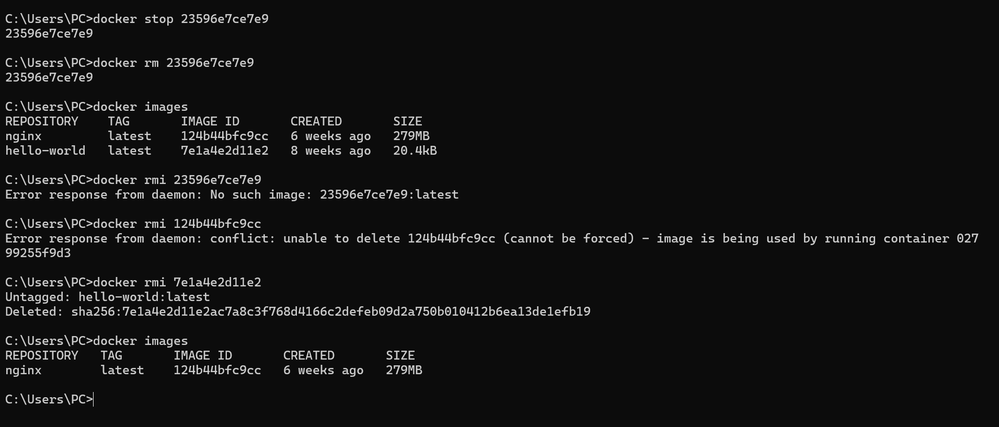 C:\Users\PC>docker stop 23596e7ce7e9
23596e7ce7e9
C:\Users\PC>docker rm 23596e7ce7e9
23596e7ce7e9
C:\Users\PC>docker images
REPOSITORY    TAG       IMAGE ID       CREATED       SIZE
nginx         latest    124b44bfc9cc   6 weeks ago   279MB
hello-world   latest    7e1a4e2d11e2   8 weeks ago   20.4kB
C:\Users\PC>docker rmi 23596e7ce7e9
Error response from daemon: No such image: 23596e7ce7e9:latest
C:\Users\PC>docker rmi 124b44bfc9cc
Error response from daemon: conflict: unable to delete 124b44bfc9cc (cannot be forced) - image is being used by running container 027
99255f9d3
C:\Users\PC>docker rmi 7e1a4e2d11e2
Untagged: hello-world:latest
Deleted: sha256:7e1a4e2d11e2ac7a8c3f768d4166c2defeb09d2a750b010412b6ea13de1efb19
C:\Users\PC>docker images
REPOSITORY   TAG       IMAGE ID       CREATED       SIZE
nginx        latest    124b44bfc9cc   6 weeks ago   279MB
C:\Users\PC>